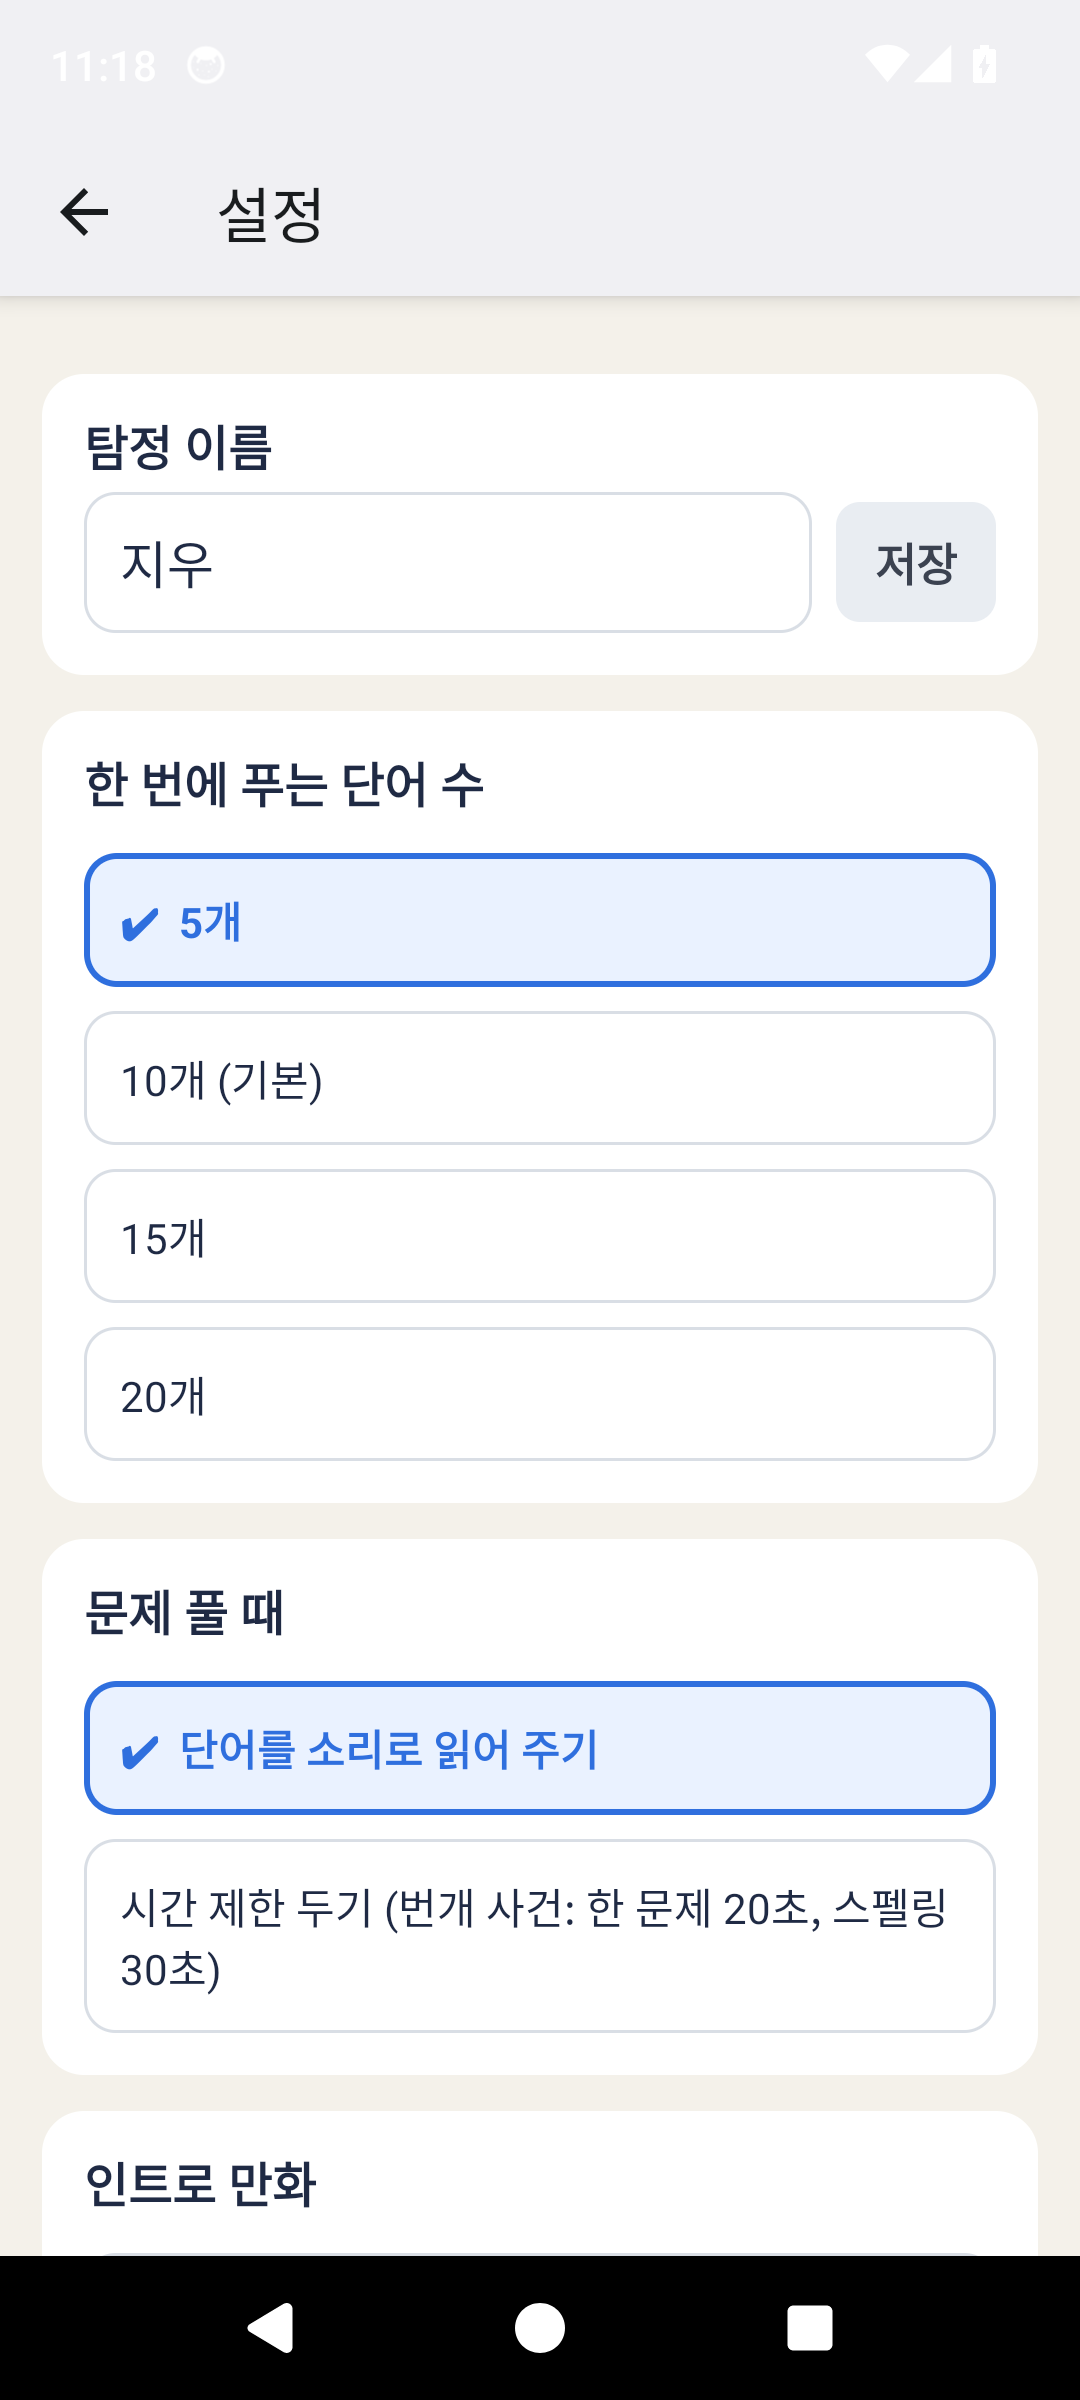 11:18
설정
탐정 이름
지우
저장
한 번에 푸는 단어 수
✔ 5개
10개 (기본)
15개
20개
문제 풀 때
✔ 단어를 소리로 읽어 주기
시간 제한 두기 (번개 사건: 한 문제 20초, 스펠링
30초)
인트로 만화